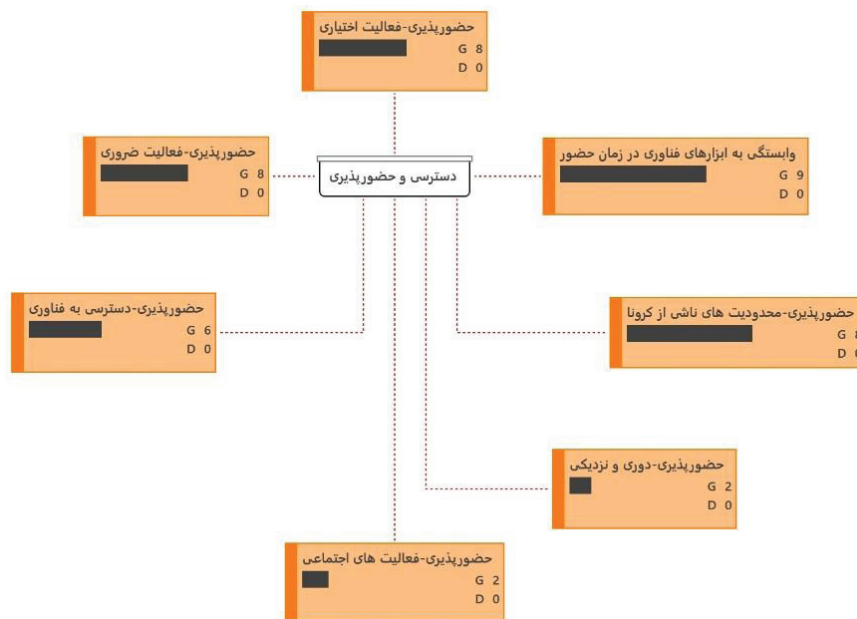 حضورپذیری-فعالیت اختیاری
G 8
D 0
حضورپذیری-فعالیت ضروری
G 8
D 0
دسترسی و حضورپذیری
وابستگی به ابزارهای فناوری در زمان حضور
G 9
D 0
حضورپذیری-دسترسی به فناوری
G 6
D 0
حضورپذیری-محدودیت های ناشی از کرونا
G
D
حضورپذیری-دوری و نزدیکی
G 2
D 0
حضورپذیری-فعالیت های اجتماعی
G 2
D 0